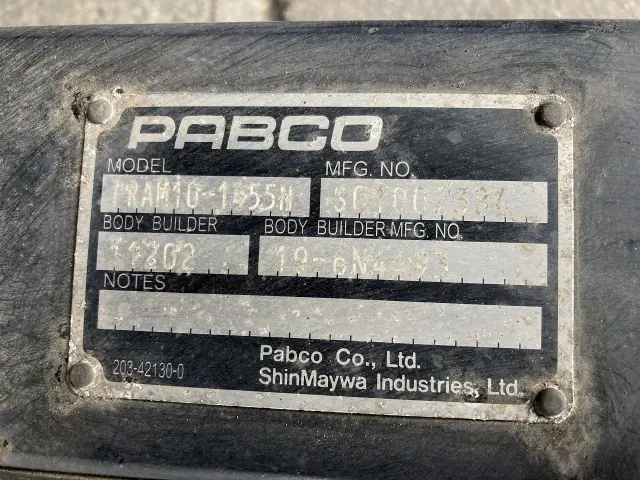 PABCO
MODEL MFG. NO.
BODY BUILDER BODY BUILDER MFG. NO.
11202
NOTES
203-42130-0
Pabco Co., Ltd.
ShinMaywa Industries, Ltd.